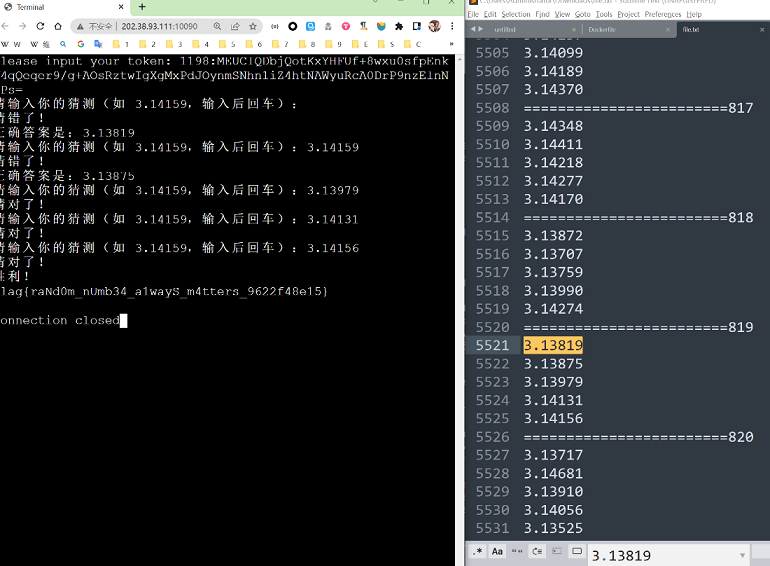 Terminal
不安全 | 202.38.93.111:10090
W W W 维 G 1 2 3 4 5 6 7 8 9 E S C
lease input your token: 1198:MEUCIQDbjQotKxYHFUf+8wxu0sfpEnk
请输入你的猜测（如 3.14159，输入后回车）：
猜错了！
正确答案是：3.13819
请输入你的猜测（如 3.14159，输入后回车）：3.14159
猜错了！
正确答案是：3.13875
请输入你的猜测（如 3.14159，输入后回车）：3.13979
猜对了！
请输入你的猜测（如 3.14159，输入后回车）：3.14131
猜对了！
请输入你的猜测（如 3.14159，输入后回车）：3.14156
猜对了！
胜利！
lag{raNd0m_nUmb34_a1wayS_m4tters_9622f48e15}
onnection closed
File Edit Selection Find View Goto Tools Project Preferences Help
untitled Dockerfile file.txt
5505 3.14099
5506 3.14189
5507 3.14370
5508 ========================817
5509 3.14348
5510 3.14411
5511 3.14218
5512 3.14277
5513 3.14170
5514 ========================818
5515 3.13872
5516 3.13707
5517 3.13759
5518 3.13990
5519 3.14274
5520 ========================819
5521 3.13819
5522 3.13875
5523 3.13979
5524 3.14131
5525 3.14156
5526 ========================820
5527 3.13717
5528 3.14681
5529 3.13910
5530 3.14056
5531 3.13525
.* Aa “” 3.13819